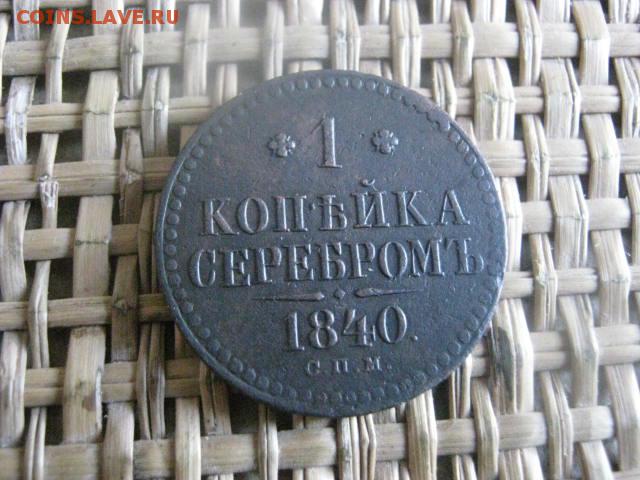 COINS.LAVE.RU
1
КОПѢЙКА
СЕРЕБРОМЪ
1840.
С.П.М.